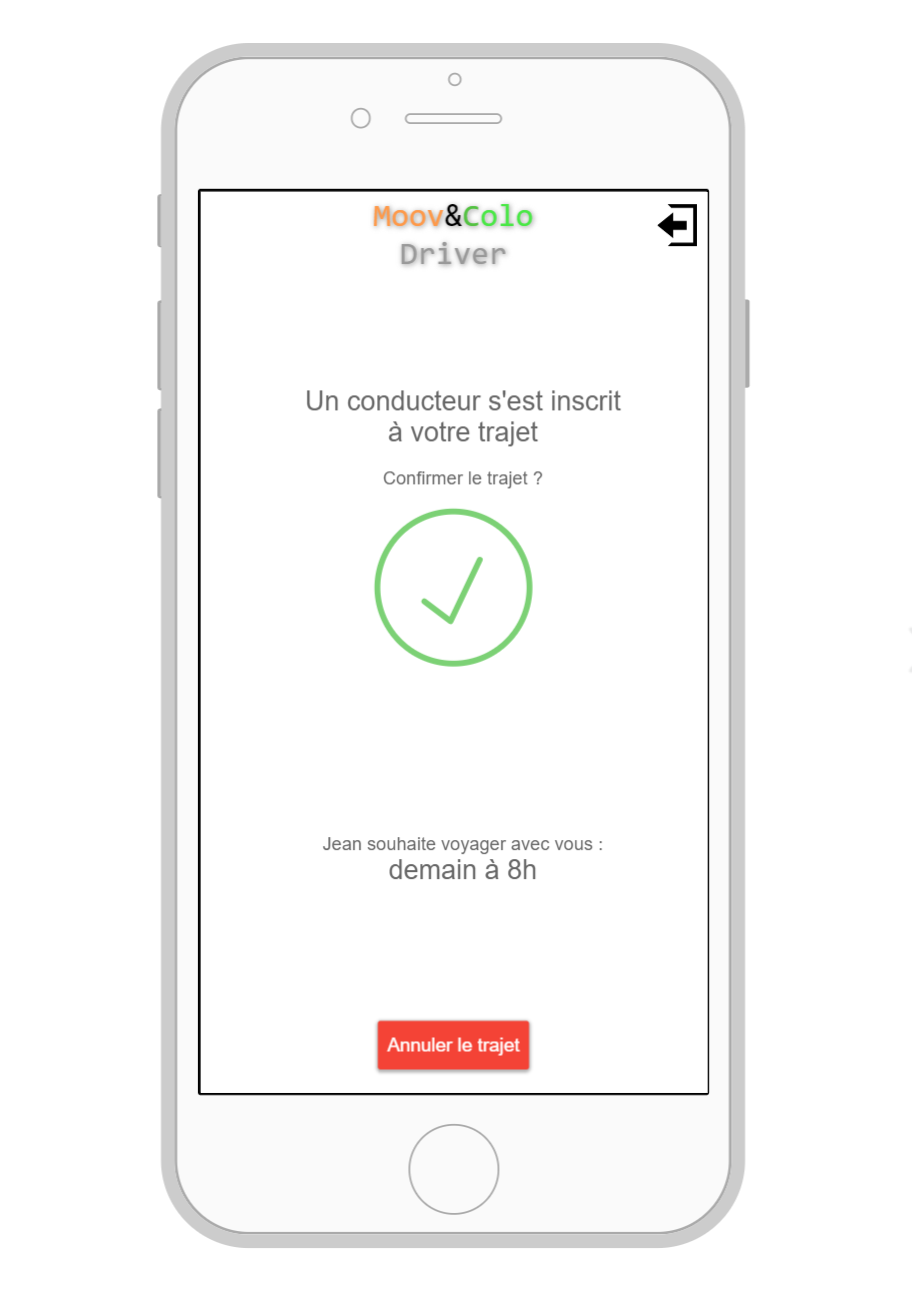 Moov&Colo
Driver
Un conducteur s'est inscrit
à votre trajet
Confirmer le trajet ?
Jean souhaite voyager avec vous :
demain à 8h
Annuler le trajet